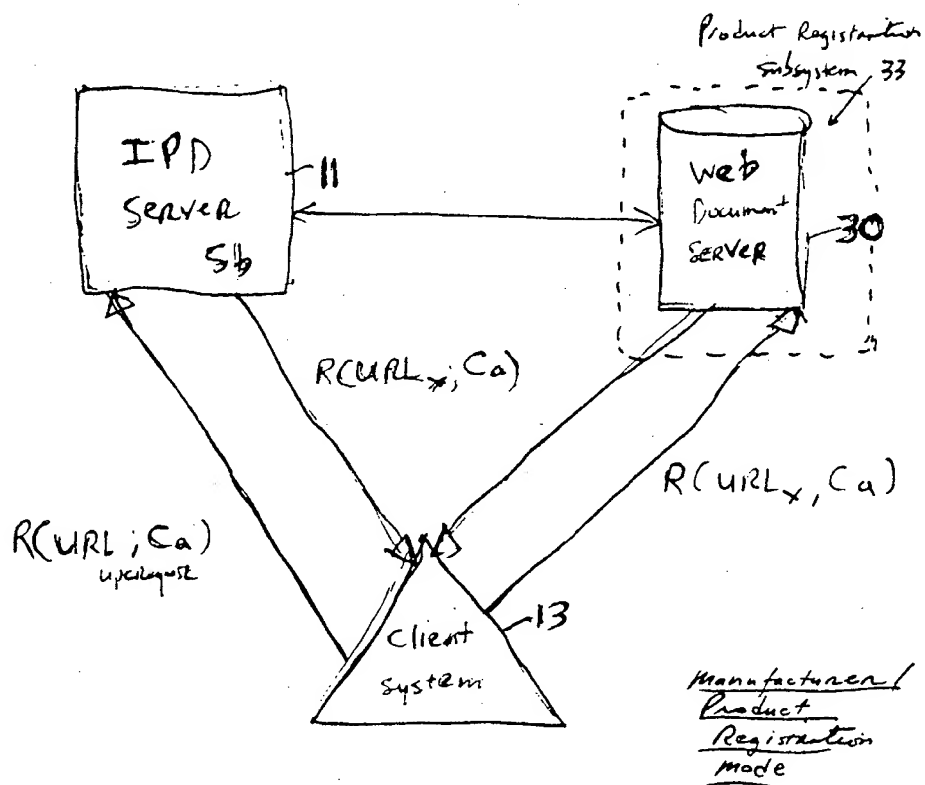 Product Registration
Subsystem 33
IPD
Server
5b
11
Web
Document
Server
30
R(URLx, Ca)
R(URLx, Ca)
R(URL; Ca)
Client
System
13
Manufacturer /
Product
Registration
Mode